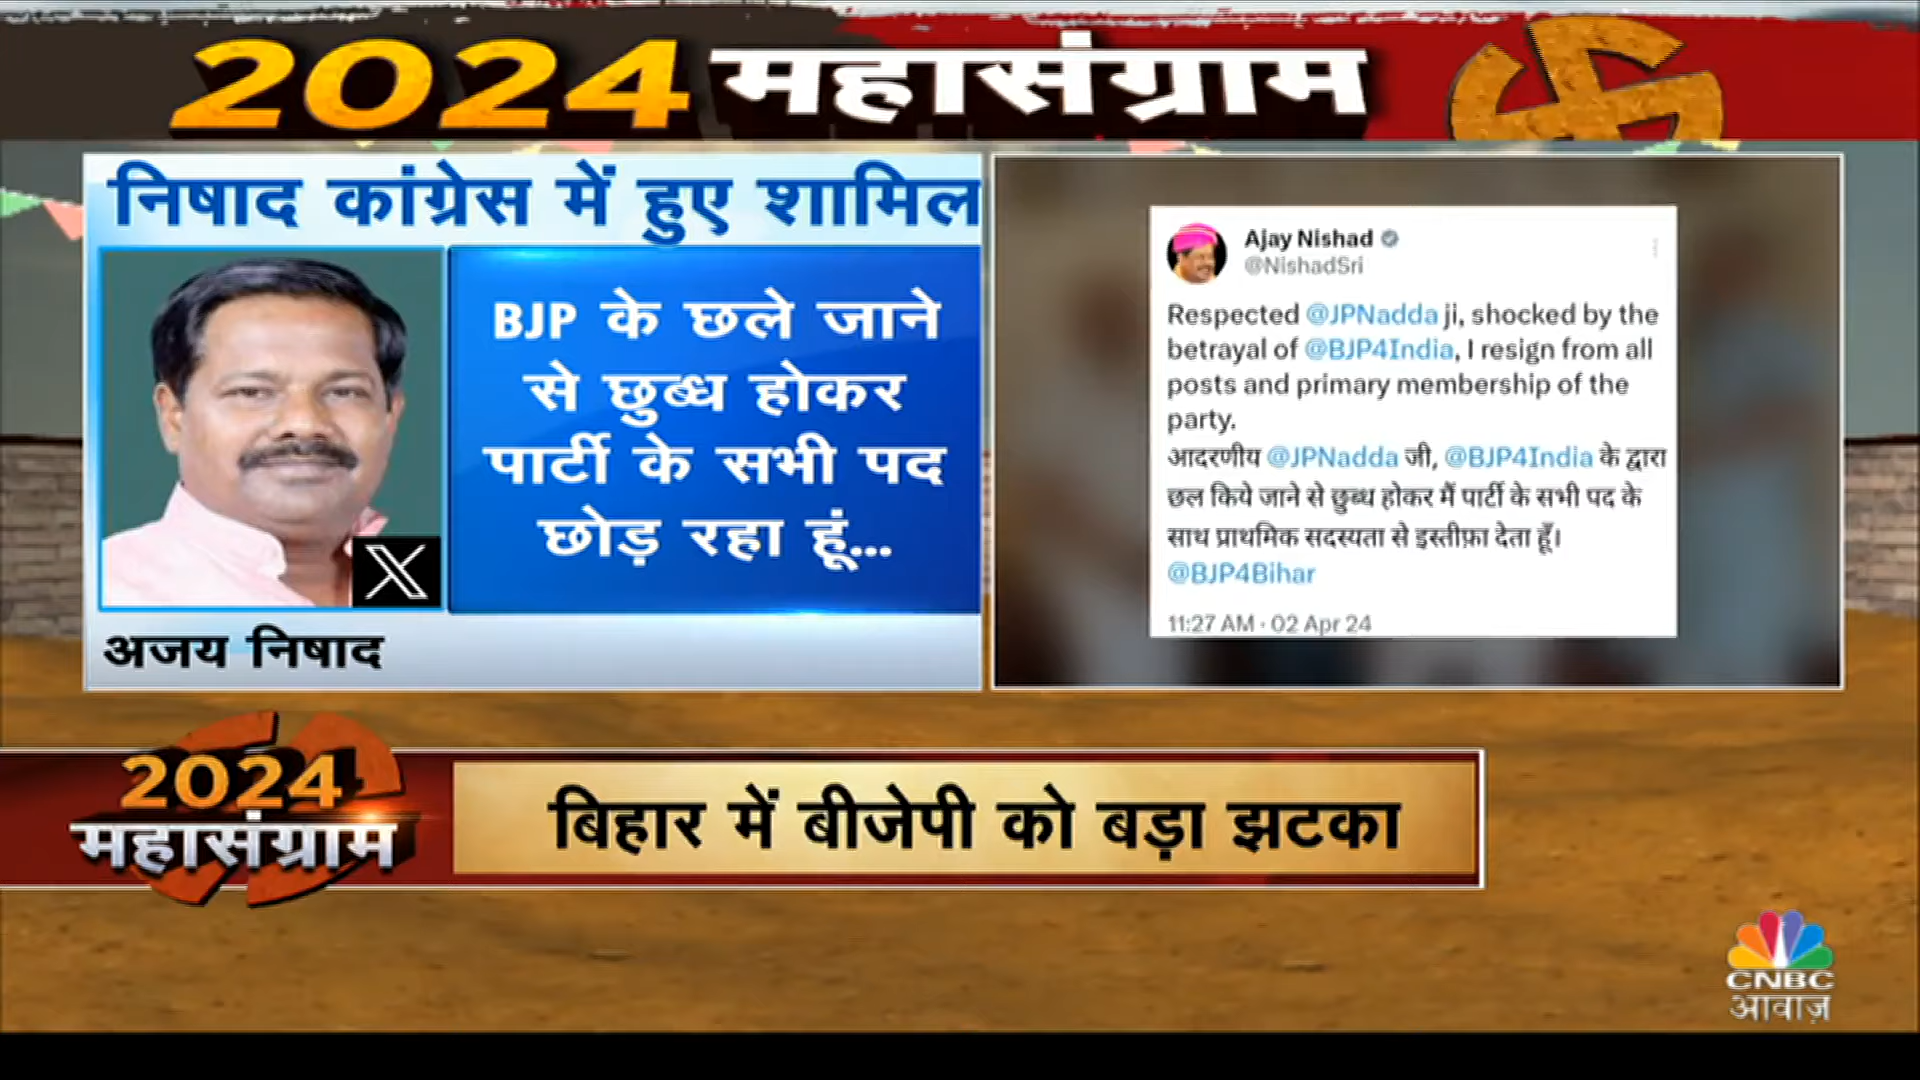 2024 महासंग्राम
निषाद कांग्रेस में हुए शामिल
BJP के छले जाने
से छुब्ध होकर
पार्टी के सभी पद
छोड़ रहा हूं...
X
अजय निषाद
Ajay Nishad
@NishadSri
Respected @JPNadda ji, shocked by the
betrayal of @BJP4India, I resign from all
posts and primary membership of the
party.
आदरणीय @JPNadda जी, @BJP4India के द्वारा
छल किये जाने से छुब्ध होकर मैं पार्टी के सभी पद के
साथ प्राथमिक सदस्यता से इस्तीफ़ा देता हूँ।
@BJP4Bihar
11:27 AM · 02 Apr 24
2024
महासंग्राम
बिहार में बीजेपी को बड़ा झटका
CNBC
आवाज़